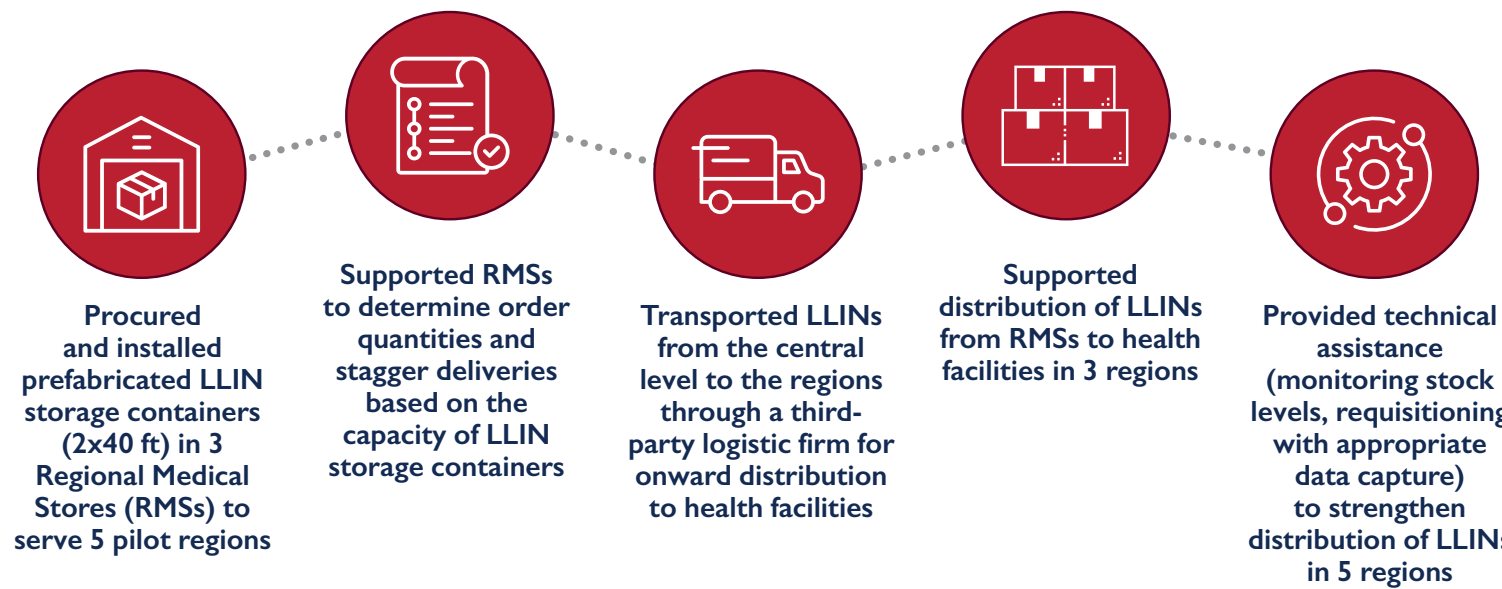 Procured
and installed
prefabricated LLIN
storage containers
(2x40 ft) in 3
Regional Medical
Stores (RMSs) to
serve 5 pilot regions
Supported RMSs
to determine order
quantities and
stagger deliveries
based on the
capacity of LLIN
storage containers
Transported LLINs
from the central
level to the regions
through a third-
party logistic firm for
onward distribution
to health facilities
Supported
distribution of LLINs
from RMSs to health
facilities in 3 regions
Provided technical
assistance
(monitoring stock
levels, requisitioning
with appropriate
data capture)
to strengthen
distribution of LLINs
in 5 regions